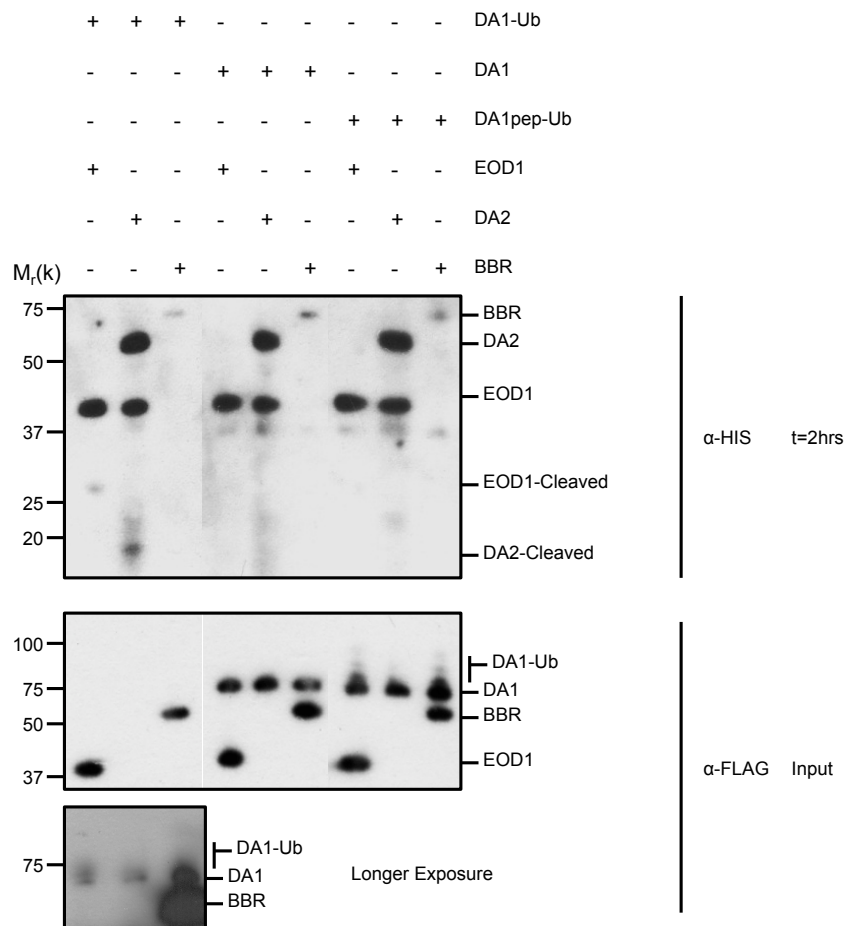 + + + - - - - - - DA1-Ub
- - - + + + - - - DA1
- - - - - - + + + DA1pep-Ub
+ - - + - - + - - EOD1
- + - - + - - + - DA2
Mr(k) - - + - - + - - + BBR
75 BBR
DA2
50
EOD1
37
α-HIS t=2hrs
EOD1-Cleaved
25
20
DA2-Cleaved
100
DA1-Ub
75 DA1
50 BBR
EOD1
37
α-FLAG Input
DA1-Ub
75
DA1 Longer Exposure
BBR